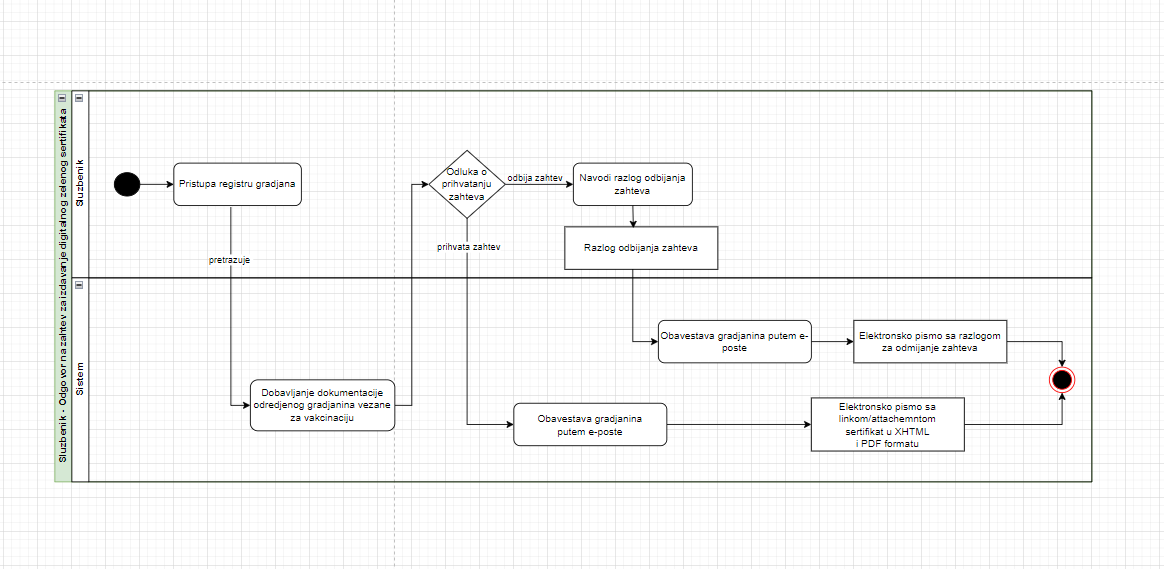 Sluzbenik - Odgovor na zahtev za izdavanje digitalnog zelenog sertifikata
Sluzbenik
Pristupa registru gradjana
pretrazuje
Odluka o
prihvatanju
zahteva
odbija zahtev
Navodi razlog odbijanja
zahteva
prihvata zahtev
Razlog odbijanja zahteva
Sistem
Dobavljanje dokumentacije
odredjenog gradjanina vezane
za vakcinaciju
Obavestava gradjanina putem e-
poste
Elektronsko pismo sa razlogom
za odmijanje zahteva
Obavestava gradjanina
putem e-poste
Elektronsko pismo sa
linkom/attachemntom
sertifikat u XHTML
i PDF formatu